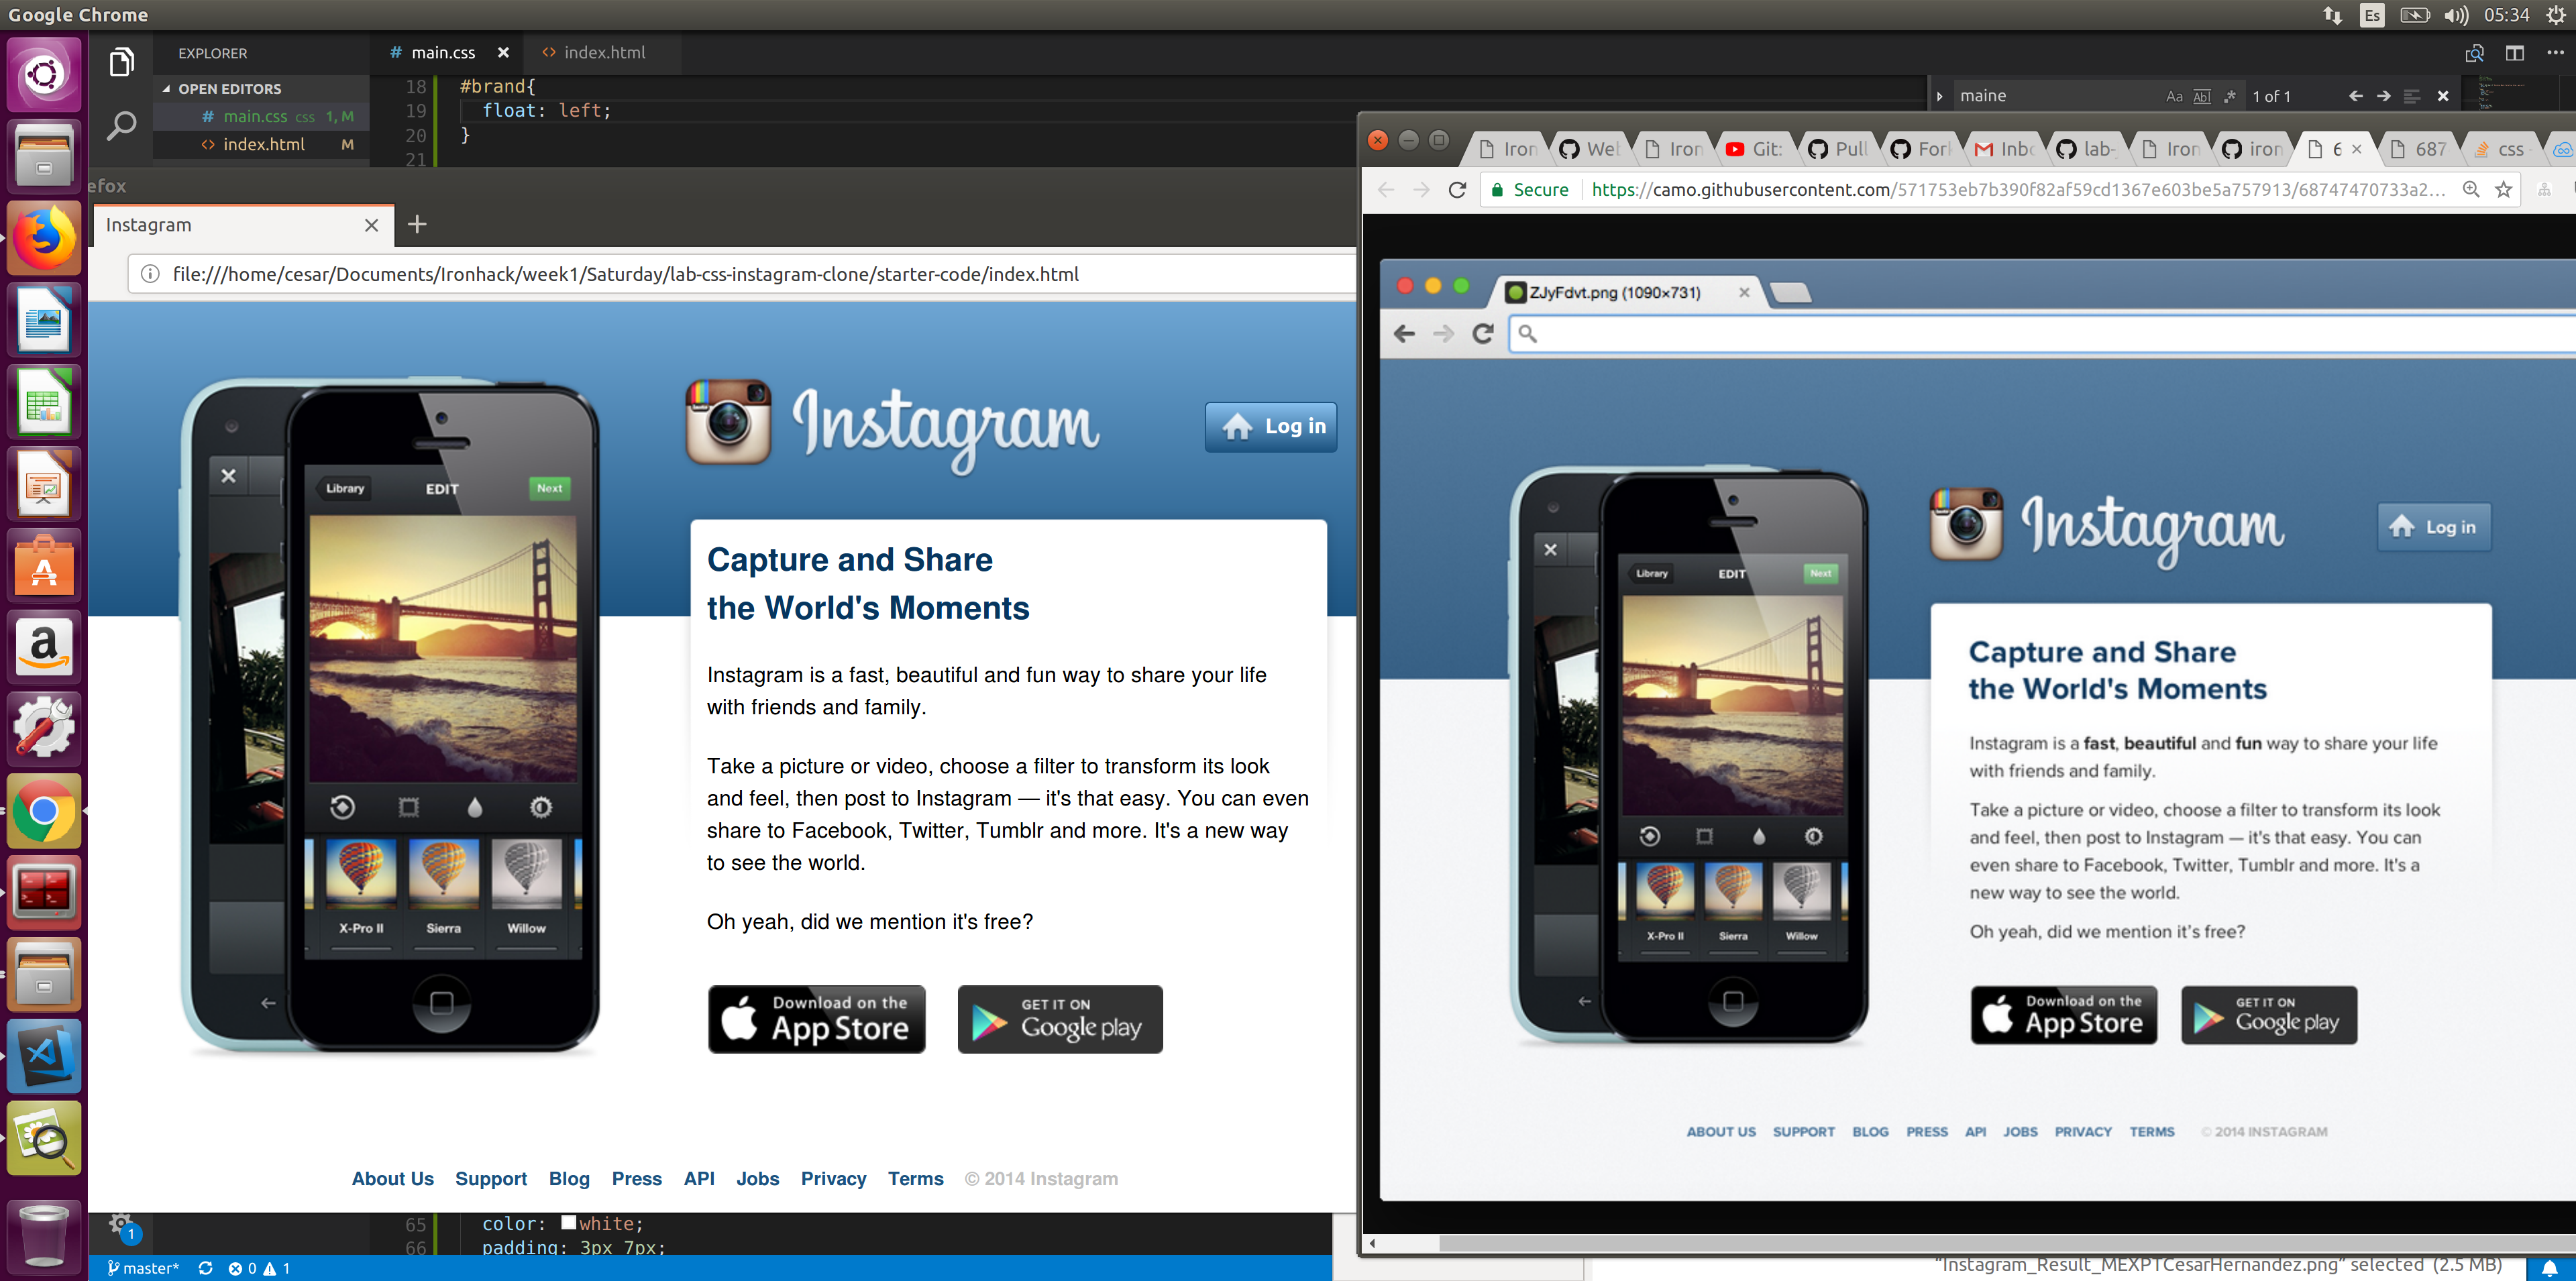 Google Chrome
Es
05:34
EXPLORER
# main.css
<> index.html
OPEN EDITORS
# main.css css 1, M
<> index.html M
18 #brand{
19 float: left;
20 }
21
maine
Aa Abl .*
1 of 1
efox
Instagram
file:///home/cesar/Documents/Ironhack/week1/Saturday/lab-css-instagram-clone/starter-code/index.html
Instagram
Log in
Library
EDIT
Next
X-Pro II
Sierra
Willow
Capture and Share
the World's Moments
Instagram is a fast, beautiful and fun way to share your life
with friends and family.
Take a picture or video, choose a filter to transform its look
and feel, then post to Instagram — it's that easy. You can even
share to Facebook, Twitter, Tumblr and more. It's a new way
to see the world.
Oh yeah, did we mention it's free?
Download on the
App Store
GET IT ON
Google play
About Us Support Blog Press API Jobs Privacy Terms © 2014 Instagram
65 color: white;
66 padding: 3px 7px;
1
master* 0 1
Iron
Iron
Git:
Pull
Inb
lab-
Iron
iron
6
687
css
Secure
https://camo.githubusercontent.com/571753eb7b390f82af59cd1367e603be5a757913/68747470733a2...
ZJyFdvt.png (1090×731)
Instagram
Log in
Library
EDIT
Next
X-Pro II
Sierra
Willow
Capture and Share
the World's Moments
Instagram is a fast, beautiful and fun way to share your life
with friends and family.
Take a picture or video, choose a filter to transform its look
and feel, then post to Instagram — it's that easy. You can
even share to Facebook, Twitter, Tumblr and more. It's a
new way to see the world.
Oh yeah, did we mention it's free?
Download on the
App Store
GET IT ON
Google play
ABOUT US SUPPORT BLOG PRESS API JOBS PRIVACY TERMS © 2014 INSTAGRAM
"Instagram_Result_MEXPTCesarHernandez.png" selected (2.5 MB)